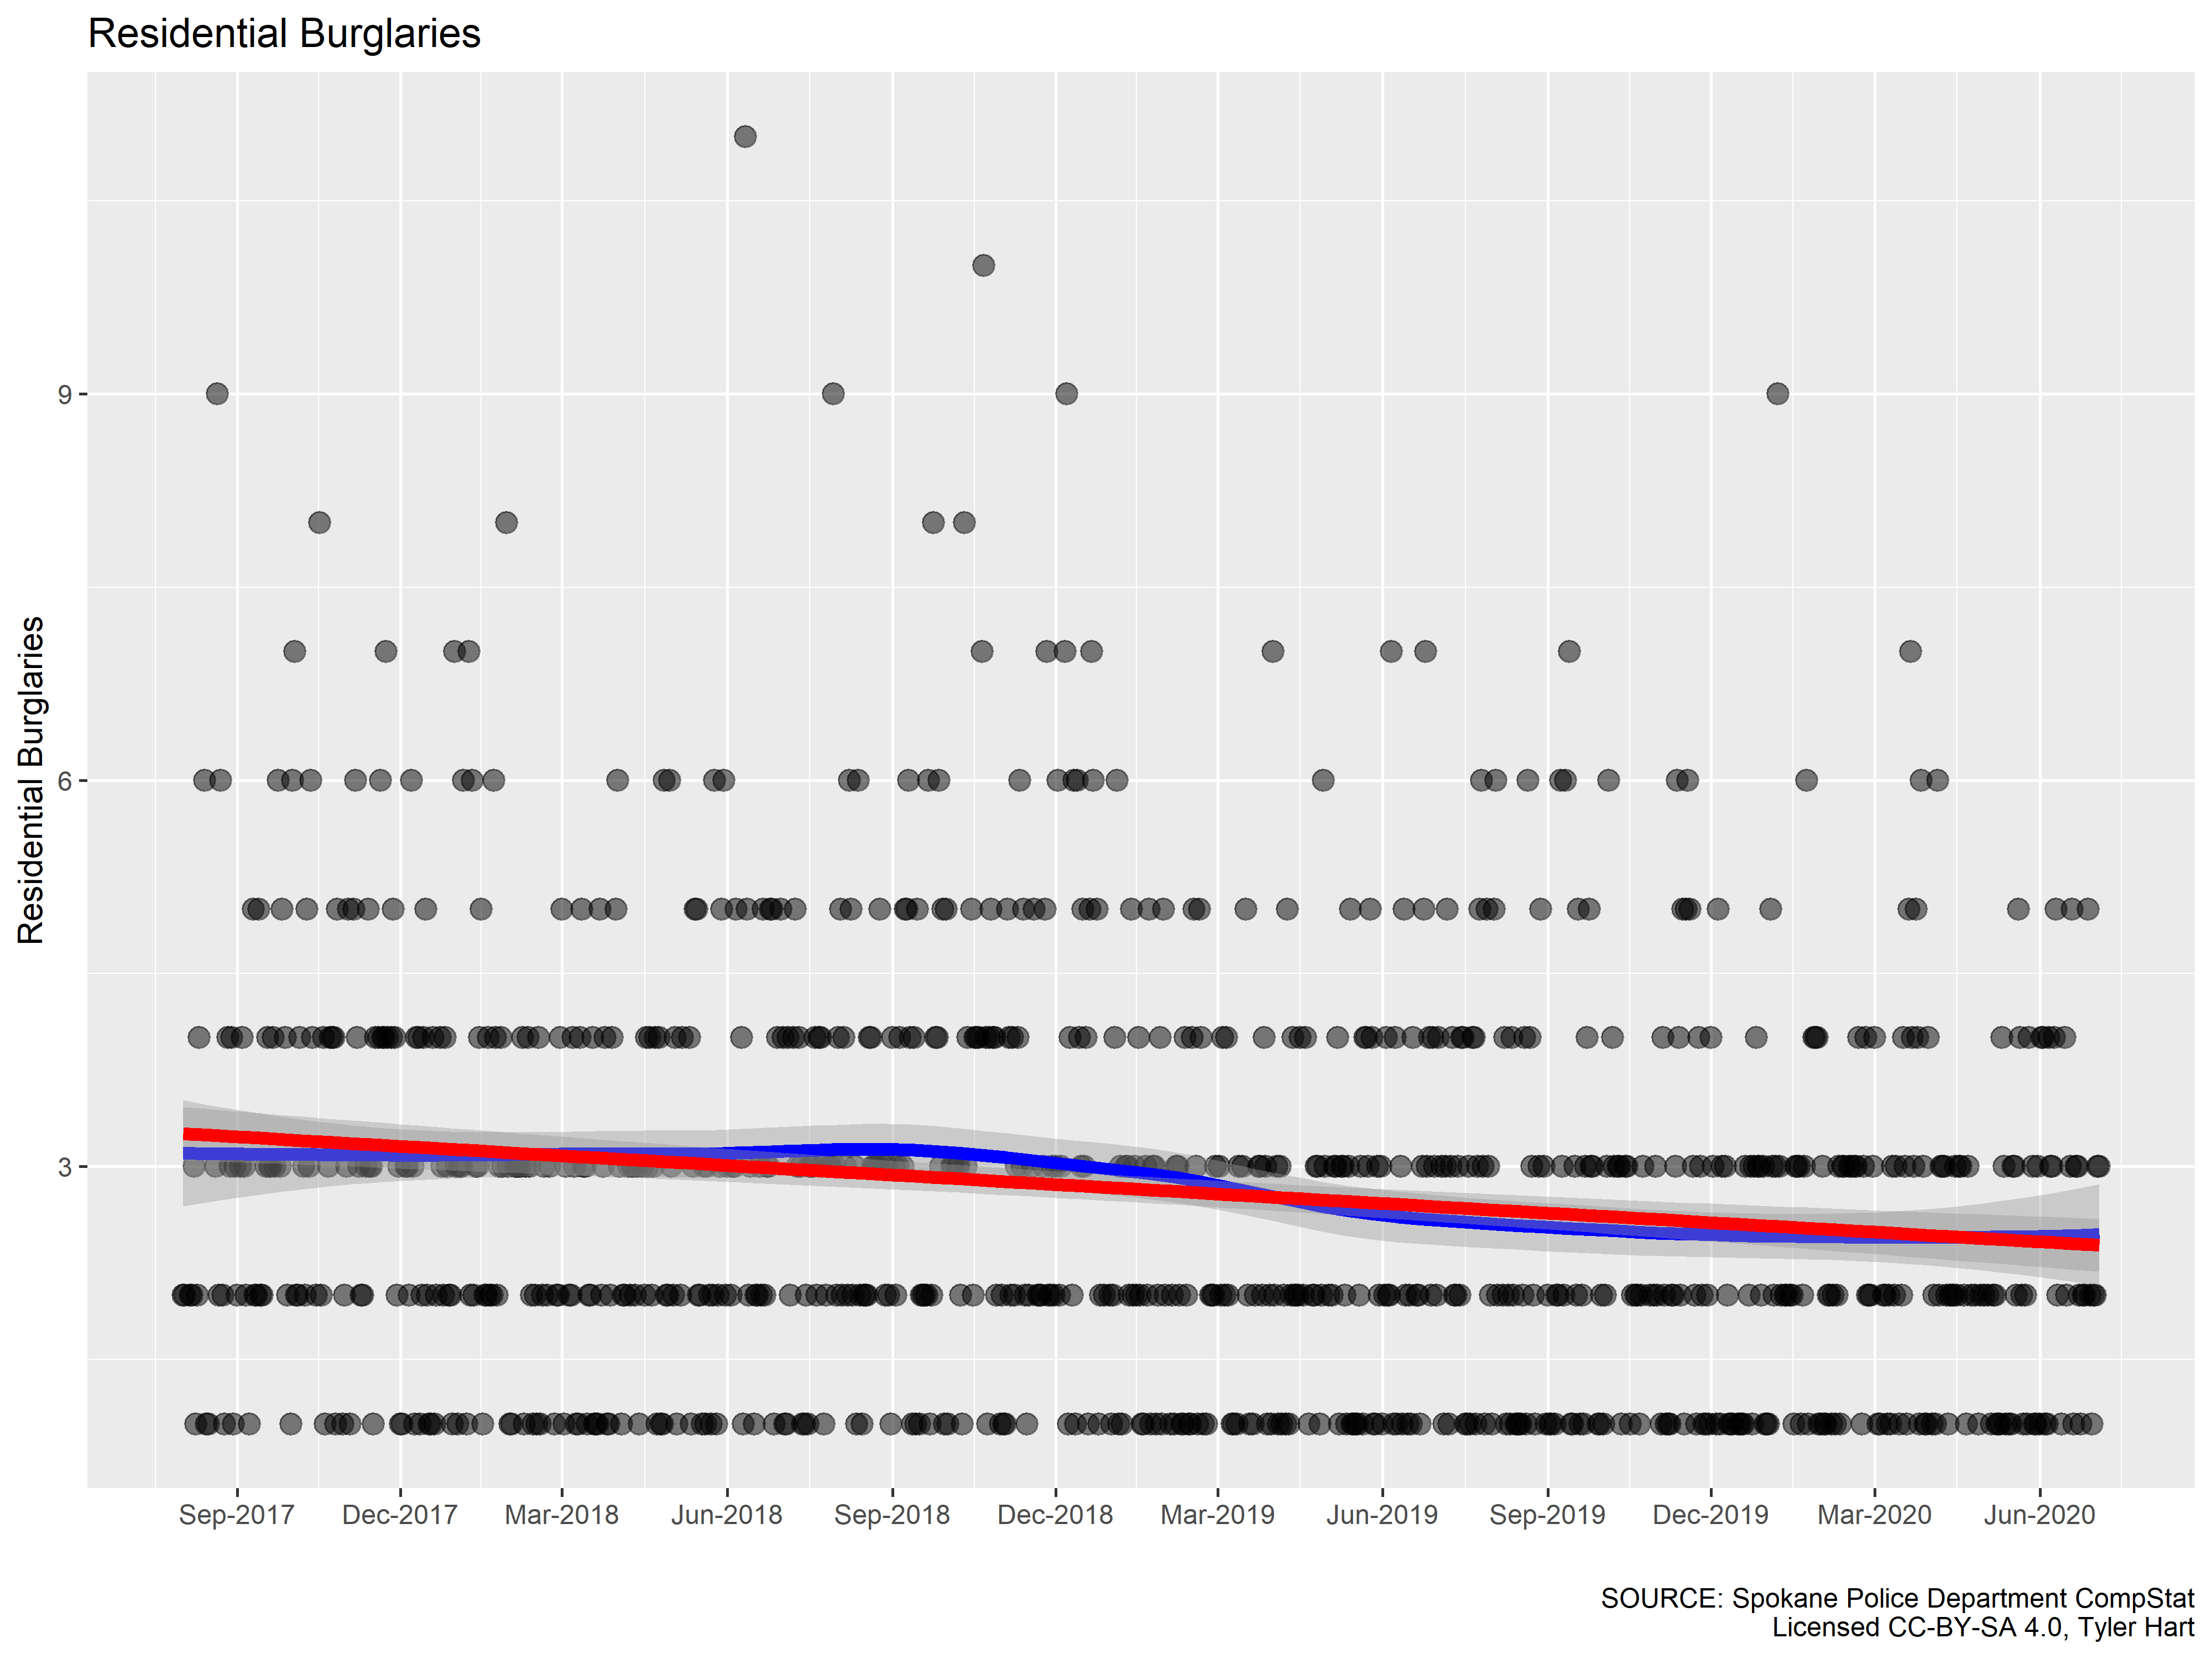 Residential Burglaries
Residential Burglaries
9
6
3
Sep-2017 Dec-2017 Mar-2018 Jun-2018 Sep-2018 Dec-2018 Mar-2019 Jun-2019 Sep-2019 Dec-2019 Mar-2020 Jun-2020
SOURCE: Spokane Police Department CompStat
Licensed CC-BY-SA 4.0, Tyler Hart